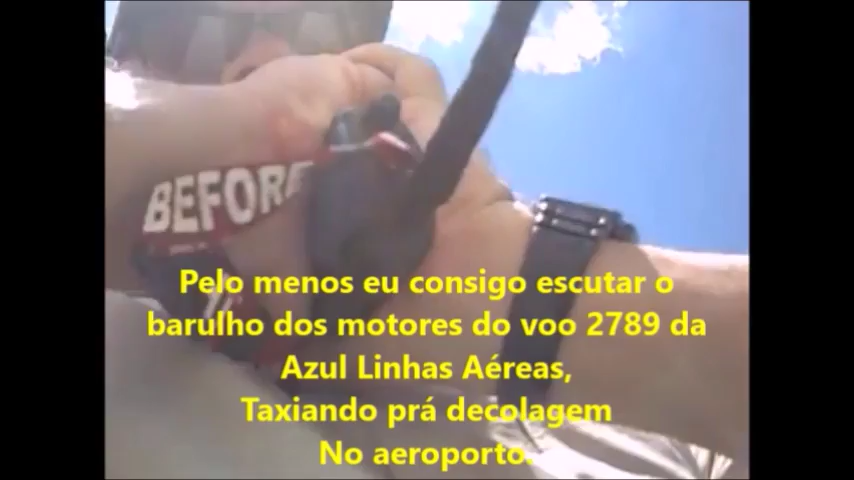 BEFORE
Pelo menos eu consigo escutar o
barulho dos motores do voo 2789 da
Azul Linhas Aéreas,
Taxiando prá decolagem
No aeroporto.